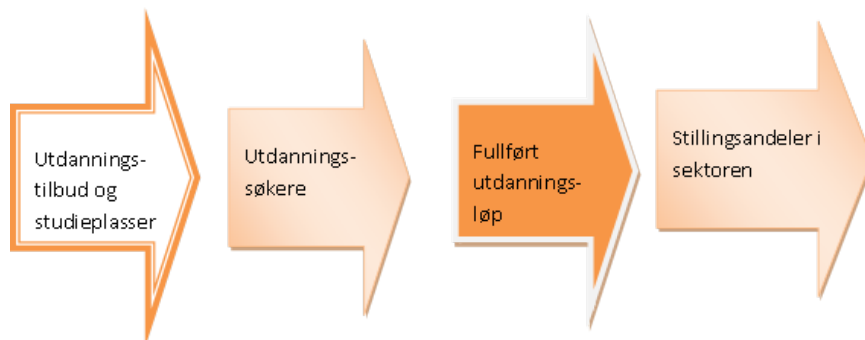 Utdannings-
tilbud og
studieplasser
Utdannings-
søkere
Fullført
utdannings-
løp
Stillingsandeler i
sektoren